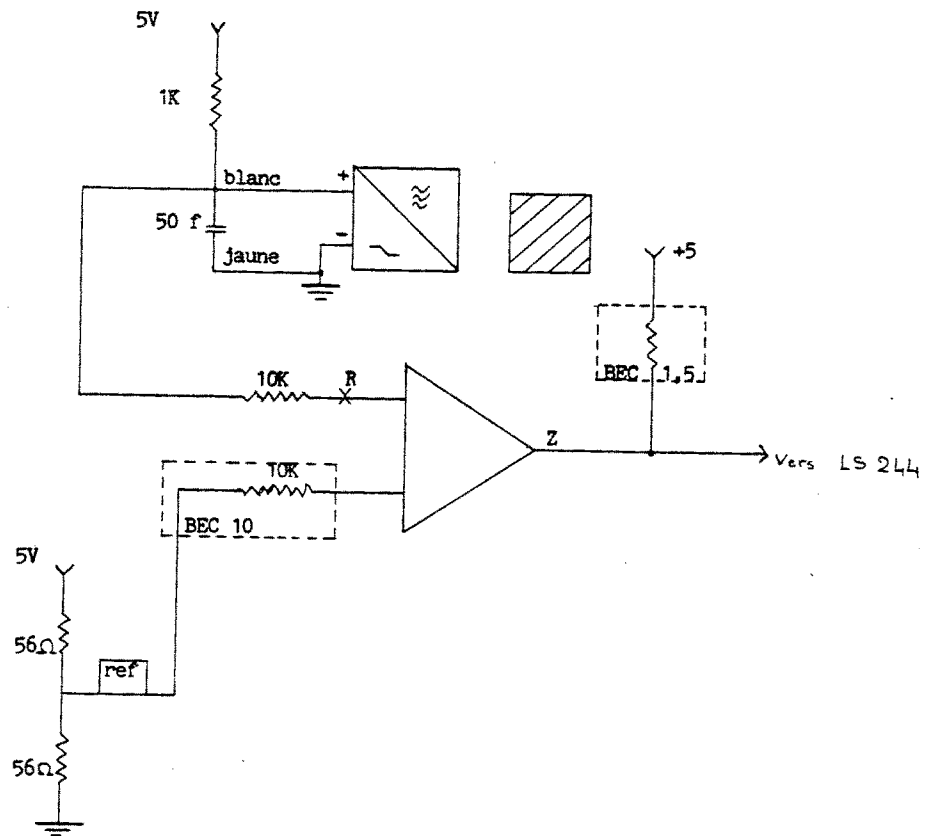 5V
1K
blanc
+
50 f
-
jaune
+5
BEC 1,5
10K
R
Z
Vers LS 244
10K
BEC 10
5V
56Ω
ref
56Ω